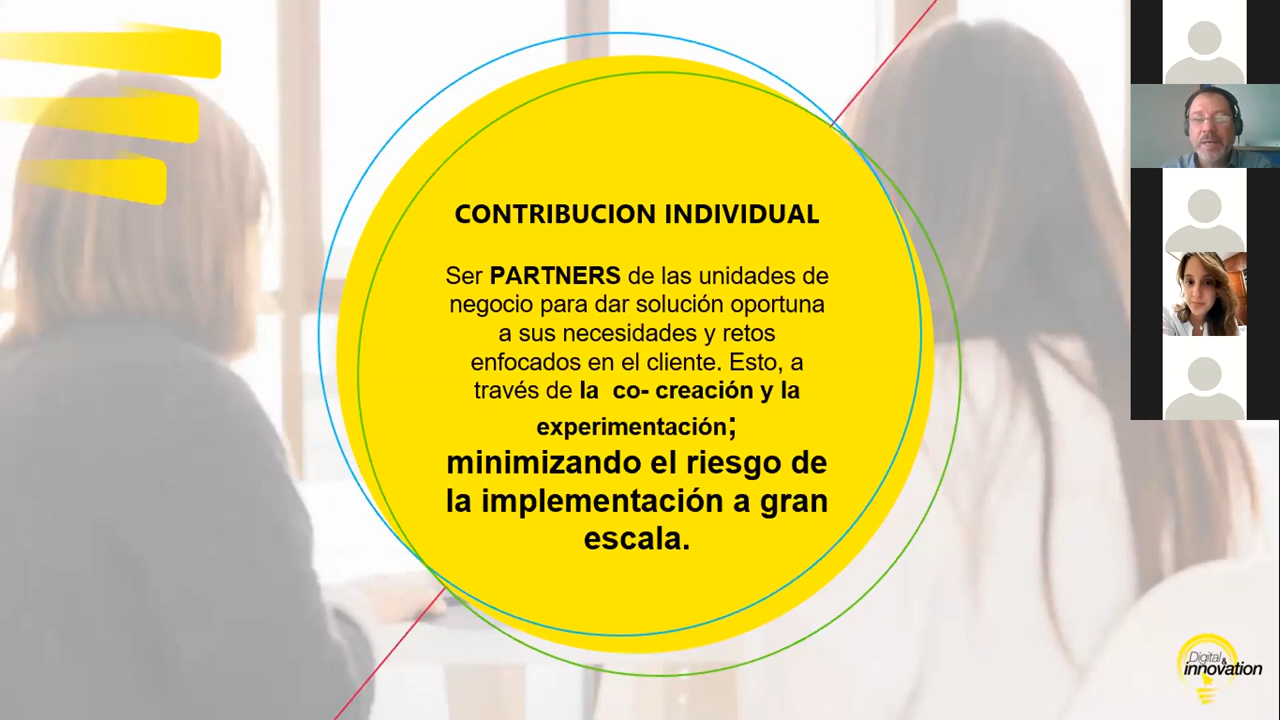 CONTRIBUCION INDIVIDUAL
Ser PARTNERS de las unidades de
negocio para dar solución oportuna
a sus necesidades y retos
enfocados en el cliente. Esto, a
través de la  co- creación y la
experimentación;
minimizando el riesgo de
la implementación a gran
escala.
Digital &
innovation